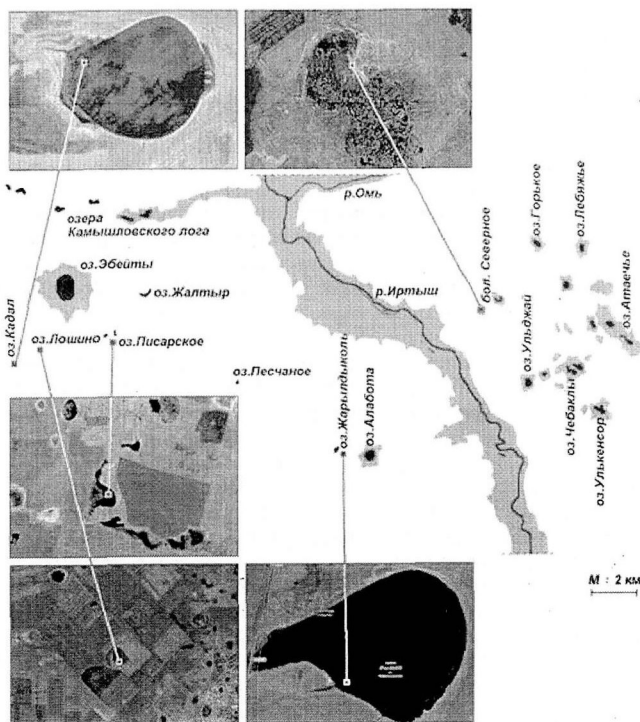 р.Омь
озера
Камышловского лога
оз.Горькое
оз.Лебяжье
оз.Эбейты
оз.Жалтыр
р.Иртыш
бол. Северное
оз.Атаечье
оз.Кадал
оз.Лошино
оз.Писарское
оз.Ульджай
оз.Песчаное
оз.Жарылдыколь
оз.Алабота
оз.Чебаклы
оз.Улькенсор
М : 2 км